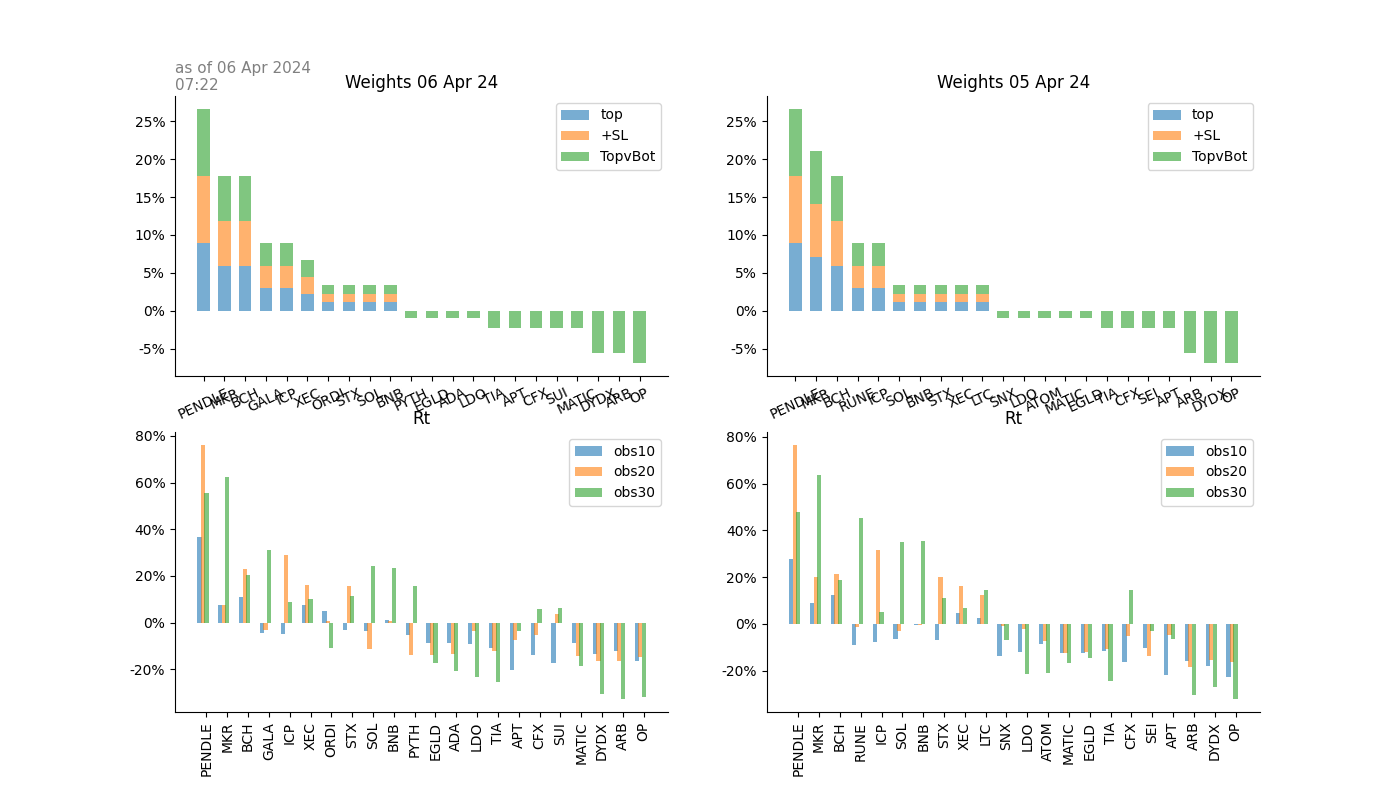 as of 06 Apr 2024
07:22
Weights 06 Apr 24
25%
20%
15%
10%
5%
0%
-5%
top
+SL
TopvBot
PENDLE MKR BCH GALA ICP XEC ORDI STX SOL BNB PYTH EGLD ADA LDO TIA APT CFX SUI MATIC DYDX ARB OP
Weights 05 Apr 24
25%
20%
15%
10%
5%
0%
-5%
top
+SL
TopvBot
PENDLE MKR BCH RUNE ICP SOL BNB STX XEC LTC SNX LDO ATOM MATIC EGLD TIA CFX SEI APT ARB DYDX OP
Rt
80%
60%
40%
20%
0%
-20%
obs10
obs20
obs30
PENDLE MKR BCH GALA ICP XEC ORDI STX SOL BNB PYTH EGLD ADA LDO TIA APT CFX SUI MATIC DYDX ARB OP
Rt
80%
60%
40%
20%
0%
-20%
obs10
obs20
obs30
PENDLE MKR BCH RUNE ICP SOL BNB STX XEC LTC SNX LDO ATOM MATIC EGLD TIA CFX SEI APT ARB DYDX OP